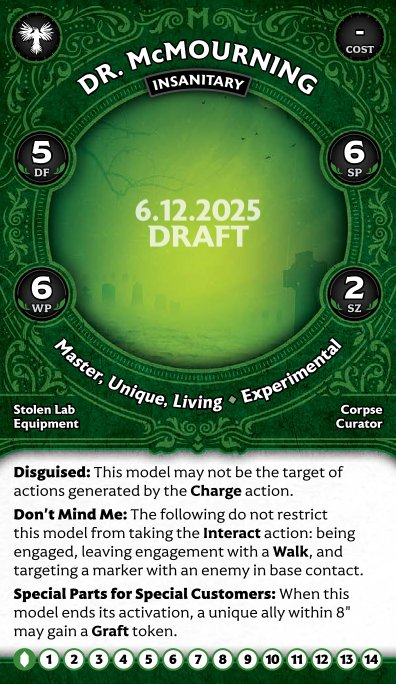 -
COST
DR. McMOURNING
INSANITARY
5
DF
6
SP
6.12.2025
DRAFT
6
WP
2
SZ
Master, Unique, Living ♦ Experimental
Stolen Lab
Equipment
Corpse
Curator
Disguised: This model may not be the target of
actions generated by the Charge action.
Don't Mind Me: The following do not restrict
this model from taking the Interact action: being
engaged, leaving engagement with a Walk, and
targeting a marker with an enemy in base contact.
Special Parts for Special Customers: When this
model ends its activation, a unique ally within 8"
may gain a Graft token.
1 2 3 4 5 6 7 8 9 10 11 12 13 14